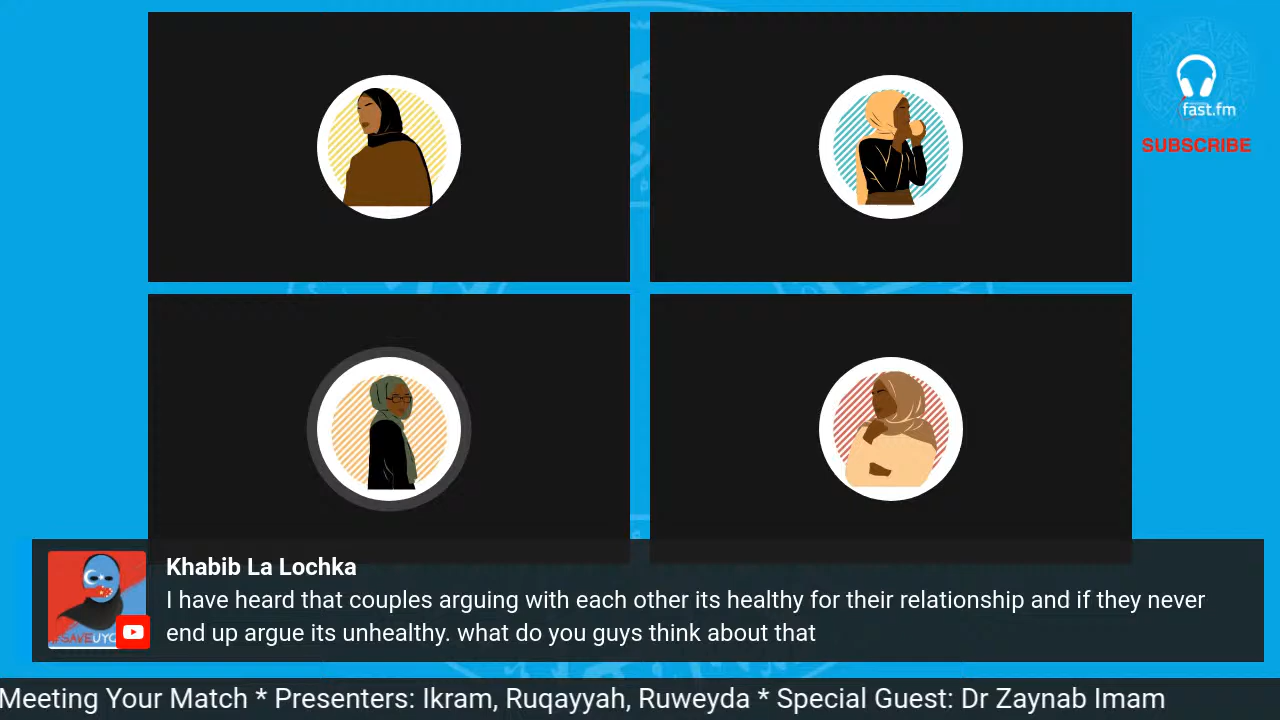 fast.fm
SUBSCRIBE
Khabib La Lochka
I have heard that couples arguing with each other its healthy for their relationship and if they never
end up argue its unhealthy. what do you guys think about that
#SAVEUYG
Meeting Your Match * Presenters: Ikram, Ruqayyah, Ruweyda * Special Guest: Dr Zaynab Imam